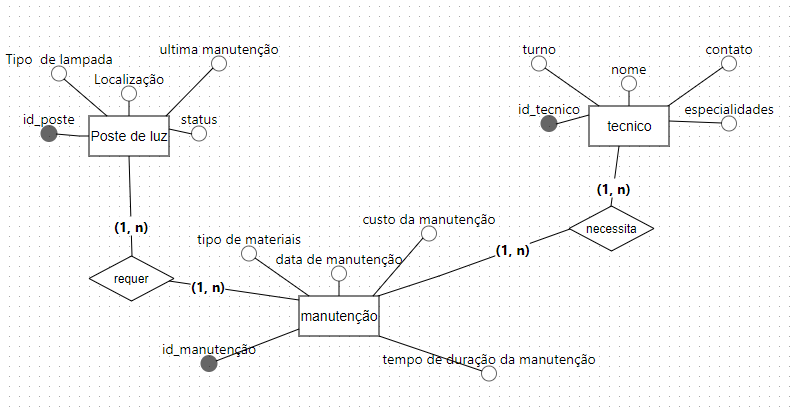 ultima manutenção
Tipo de lampada
Localização
id_poste
status
Poste de luz
turno
contato
nome
id_tecnico
especialidades
tecnico
(1, n)
(1, n)
requer
(1, n)
necessita
(1, n)
custo da manutenção
tipo de materiais
data de manutenção
manutenção
id_manutenção
tempo de duração da manutenção